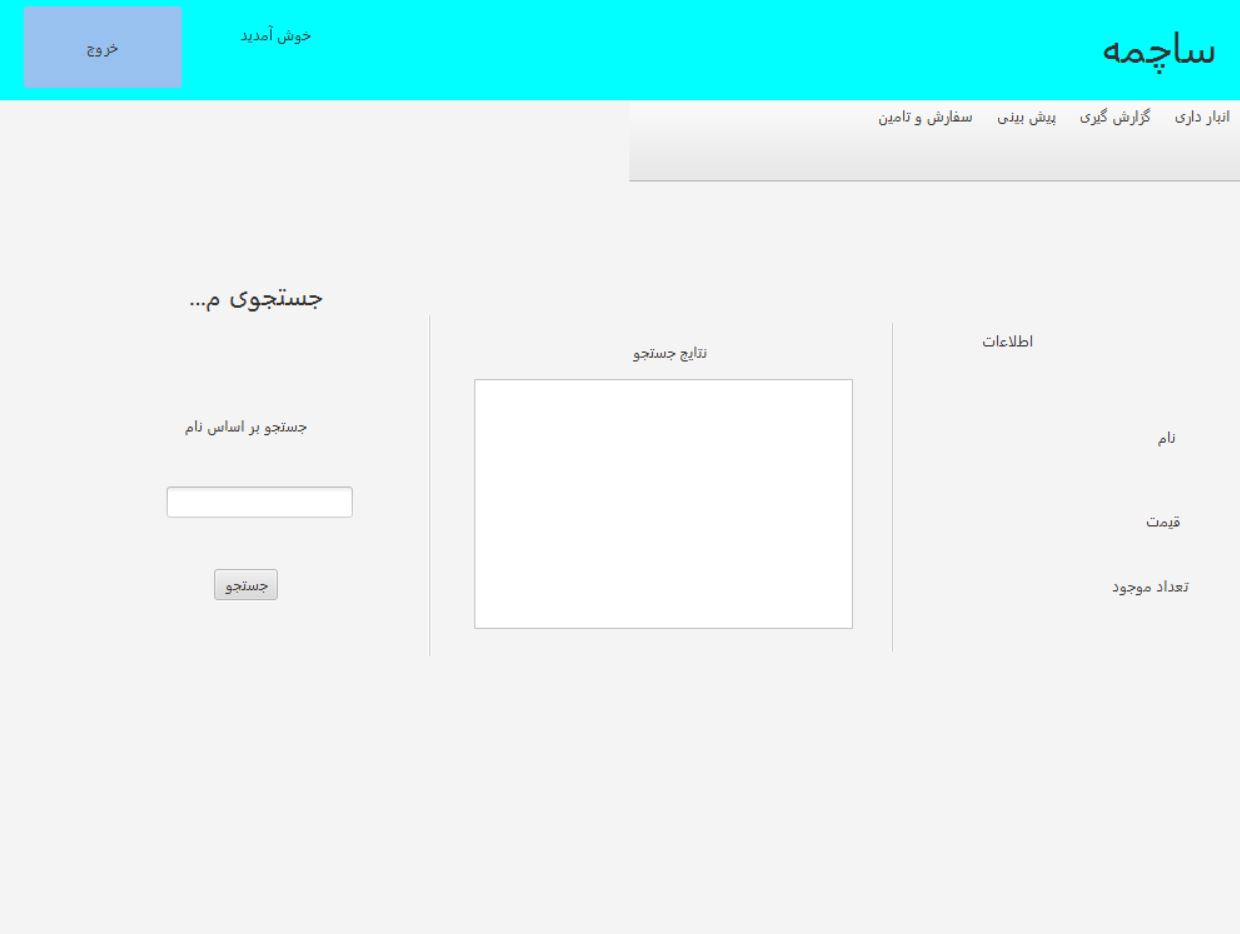 ساچمه
خوش آمدید
خروج
انبار داری
گزارش گیری
پیش بینی
سفارش و تامین
جستجوی م...
اطلاعات
نتایج جستجو
جستجو بر اساس نام
نام
قیمت
تعداد موجود
جستجو